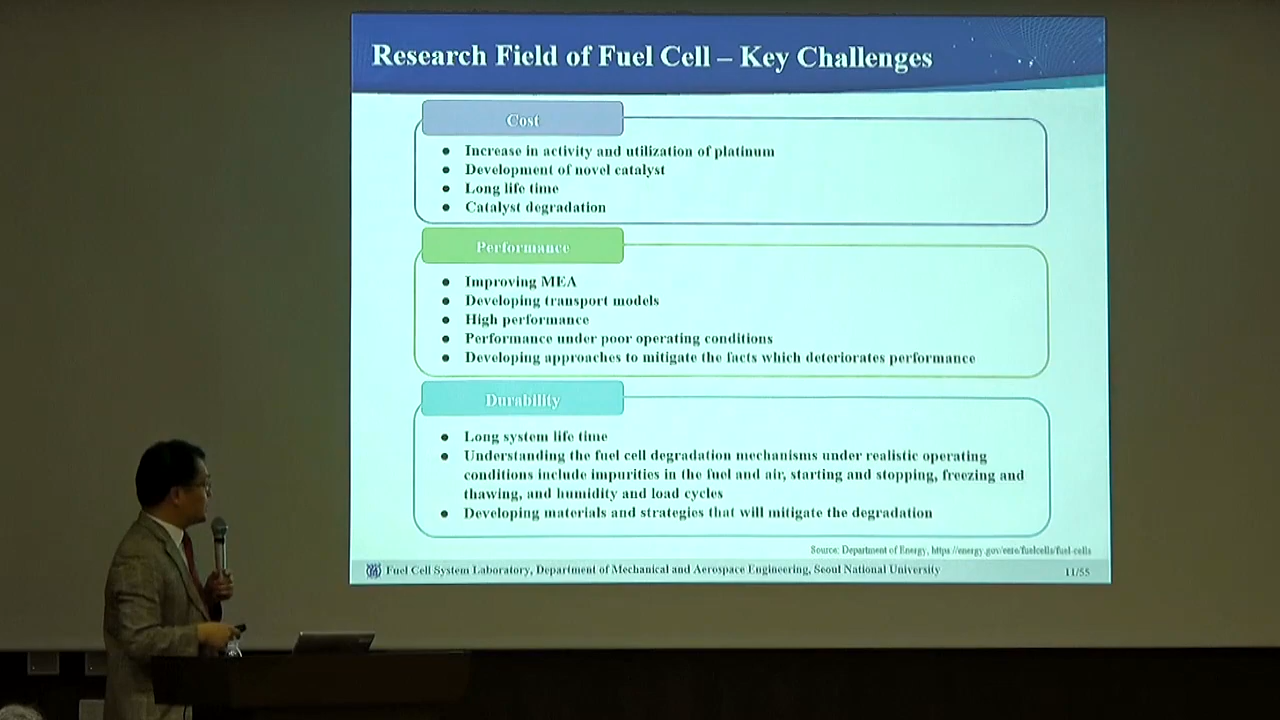 Research Field of Fuel Cell – Key Challenges
Cost
● Increase in activity and utilization of platinum
● Development of novel catalyst
● Long life time
● Catalyst degradation
Performance
● Improving MEA
● Developing transport models
● High performance
● Performance under poor operating conditions
● Developing approaches to mitigate the facts which deteriorates performance
Durability
● Long system life time
● Understanding the fuel cell degradation mechanisms under realistic operating
conditions include impurities in the fuel and air, starting and stopping, freezing and
thawing, and humidity and load cycles
● Developing materials and strategies that will mitigate the degradation
Source: Department of Energy, https://energy.gov/eere/fuelcells/fuel-cells
Fuel Cell System Laboratory, Department of Mechanical and Aerospace Engineering, Seoul National University
11/55